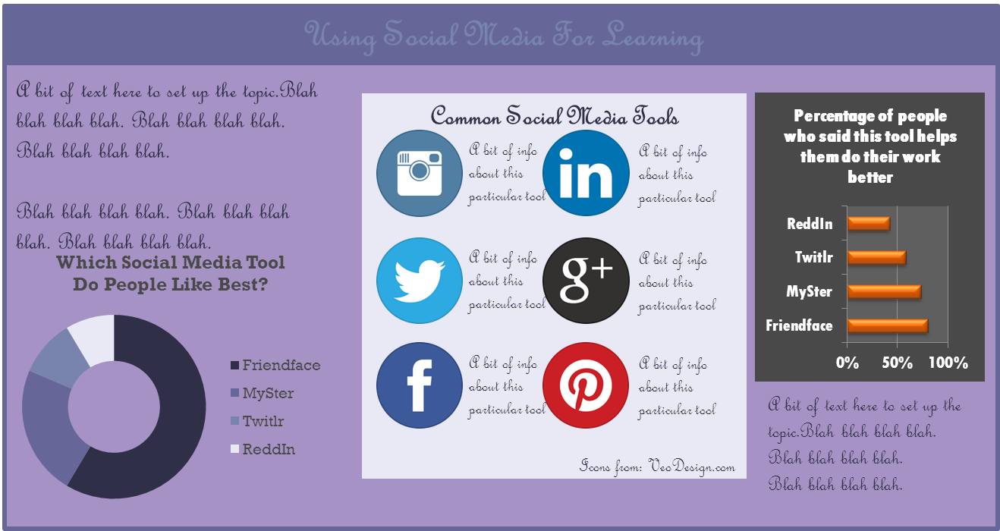 Using Social Media For Learning
A bit of text here to set up the topic.Blah
blah blah blah. Blah blah blah blah.
Blah blah blah blah.
Blah blah blah blah. Blah blah blah
blah. Blah blah blah blah.
Which Social Media Tool
Do People Like Best?
Friendface
MySter
Twitlr
ReddIn
Common Social Media Tools
A bit of info
about this
particular tool
in
A bit of info
about this
particular tool
A bit of info
about this
particular tool
g+
A bit of info
about this
particular tool
f
A bit of info
about this
particular tool
A bit of info
about this
particular tool
Icons from: VeoDesign.com
Percentage of people
who said this tool helps
them do their work
better
ReddIn
Twitlr
MySter
Friendface
0% 50% 100%
A bit of text here to set up the
topic.Blah blah blah blah.
Blah blah blah blah.
Blah blah blah blah.